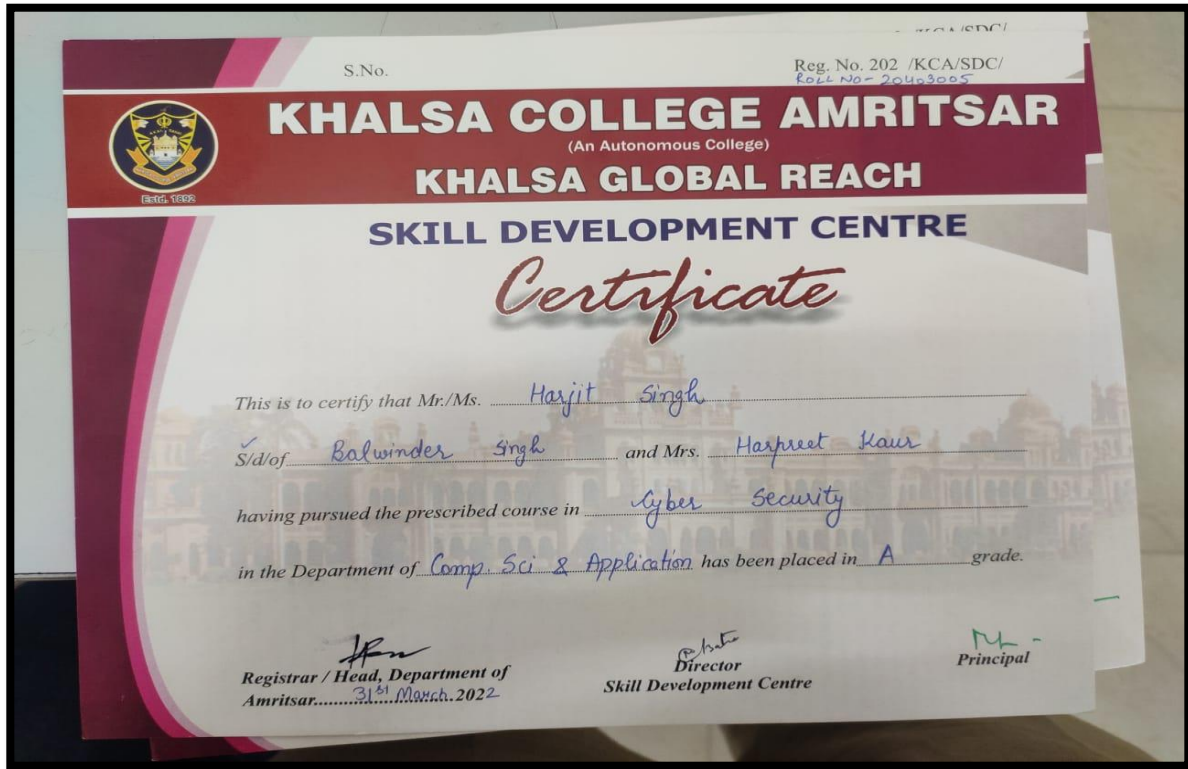 /KCA/SDC/
S.No.
Reg. No. 202 /KCA/SDC/
Roll No- 20403005
KHALSA COLLEGE AMRITSAR
(An Autonomous College)
KHALSA GLOBAL REACH
Estd. 1892
SKILL DEVELOPMENT CENTRE
Certificate
This is to certify that Mr./Ms. Harjit Singh
S/d/of Balwinder Singh and Mrs. Harpreet Kaur
having pursued the prescribed course in Cyber Security
in the Department of Comp. Sci & Application has been placed in A grade.
Registrar / Head, Department of
Director
Principal
Skill Development Centre
Amritsar 31st March 2022